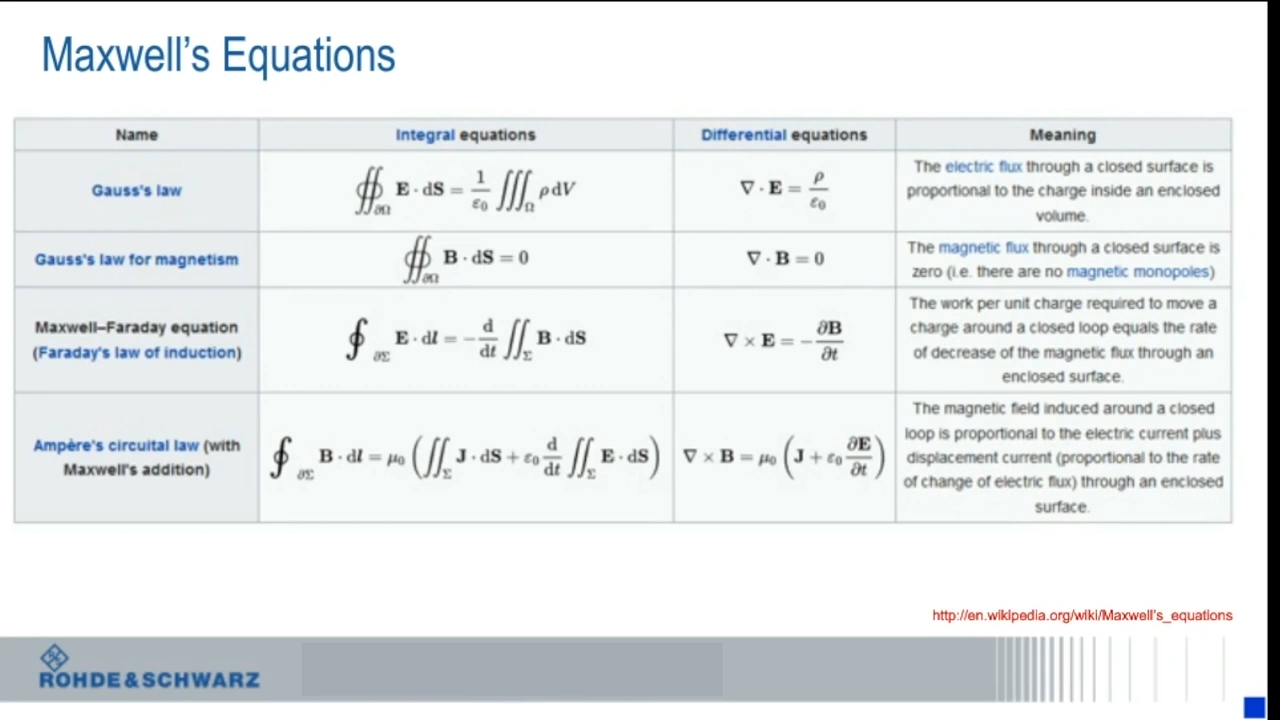 Maxwell's Equations
Name Integral equations Differential equations Meaning
Gauss's law ∯∂Ω E · dS = 1/ε0 ∭Ω ρ dV ∇ · E = ρ/ε0 The electric flux through a closed surface is
proportional to the charge inside an enclosed
volume.
Gauss's law for magnetism ∯∂Ω B · dS = 0 ∇ · B = 0 The magnetic flux through a closed surface is
zero (i.e. there are no magnetic monopoles)
Maxwell–Faraday equation
(Faraday's law of induction) ∮∂Σ E · dl = − d/dt ∬Σ B · dS ∇ × E = − ∂B/∂t The work per unit charge required to move a
charge around a closed loop equals the rate
of decrease of the magnetic flux through an
enclosed surface.
Ampère's circuital law (with
Maxwell's addition) ∮∂Σ B · dl = μ0 (∬Σ J · dS + ε0 d/dt ∬Σ E · dS) ∇ × B = μ0 (J + ε0 ∂E/∂t) The magnetic field induced around a closed
loop is proportional to the electric current plus
displacement current (proportional to the rate
of change of electric flux) through an enclosed
surface.
http://en.wikipedia.org/wiki/Maxwell's_equations
ROHDE & SCHWARZ